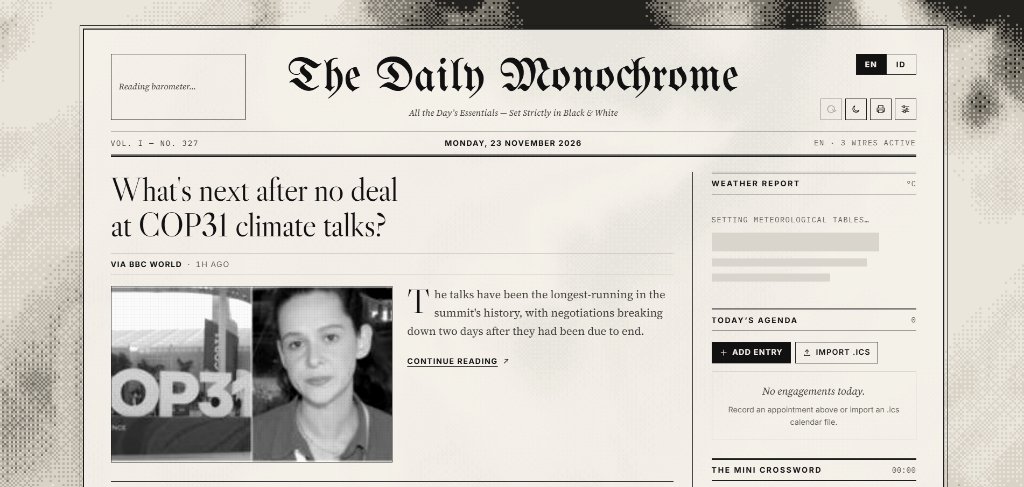 Reading barometer...
The Daily Monochrome
All the Day's Essentials — Set Strictly in Black & White
EN ID
VOL. I — NO. 327
MONDAY, 23 NOVEMBER 2026
EN · 3 WIRES ACTIVE
What's next after no deal
at COP31 climate talks?
VIA BBC WORLD · 1H AGO
OP31
NCE
The talks have been the longest-running in the
summit's history, with negotiations breaking
down two days after they had been due to end.
CONTINUE READING ↗
WEATHER REPORT °C
SETTING METEOROLOGICAL TABLES…
TODAY'S AGENDA 0
+ ADD ENTRY
IMPORT .ICS
No engagements today.
Record an appointment above or import an .ics
calendar file.
THE MINI CROSSWORD 00:00